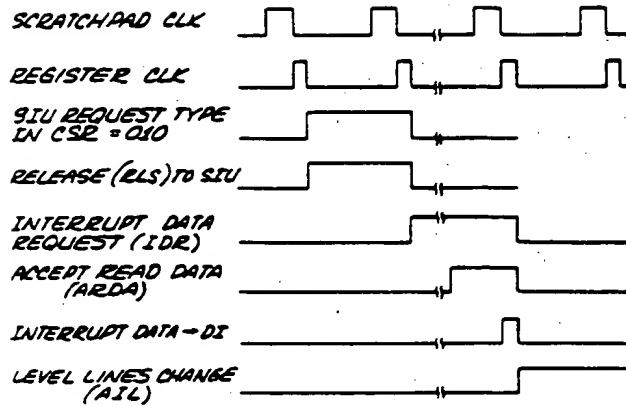 SCRATCHPAD CLK
REGISTER CLK
SIU REQUEST TYPE
IN CSR = 010
RELEASE (RLS) TO SIU
INTERRUPT DATA
REQUEST (IDR)
ACCEPT READ DATA
(ARDA)
INTERRUPT DATA → DI
LEVEL LINES CHANGE
(AIL)